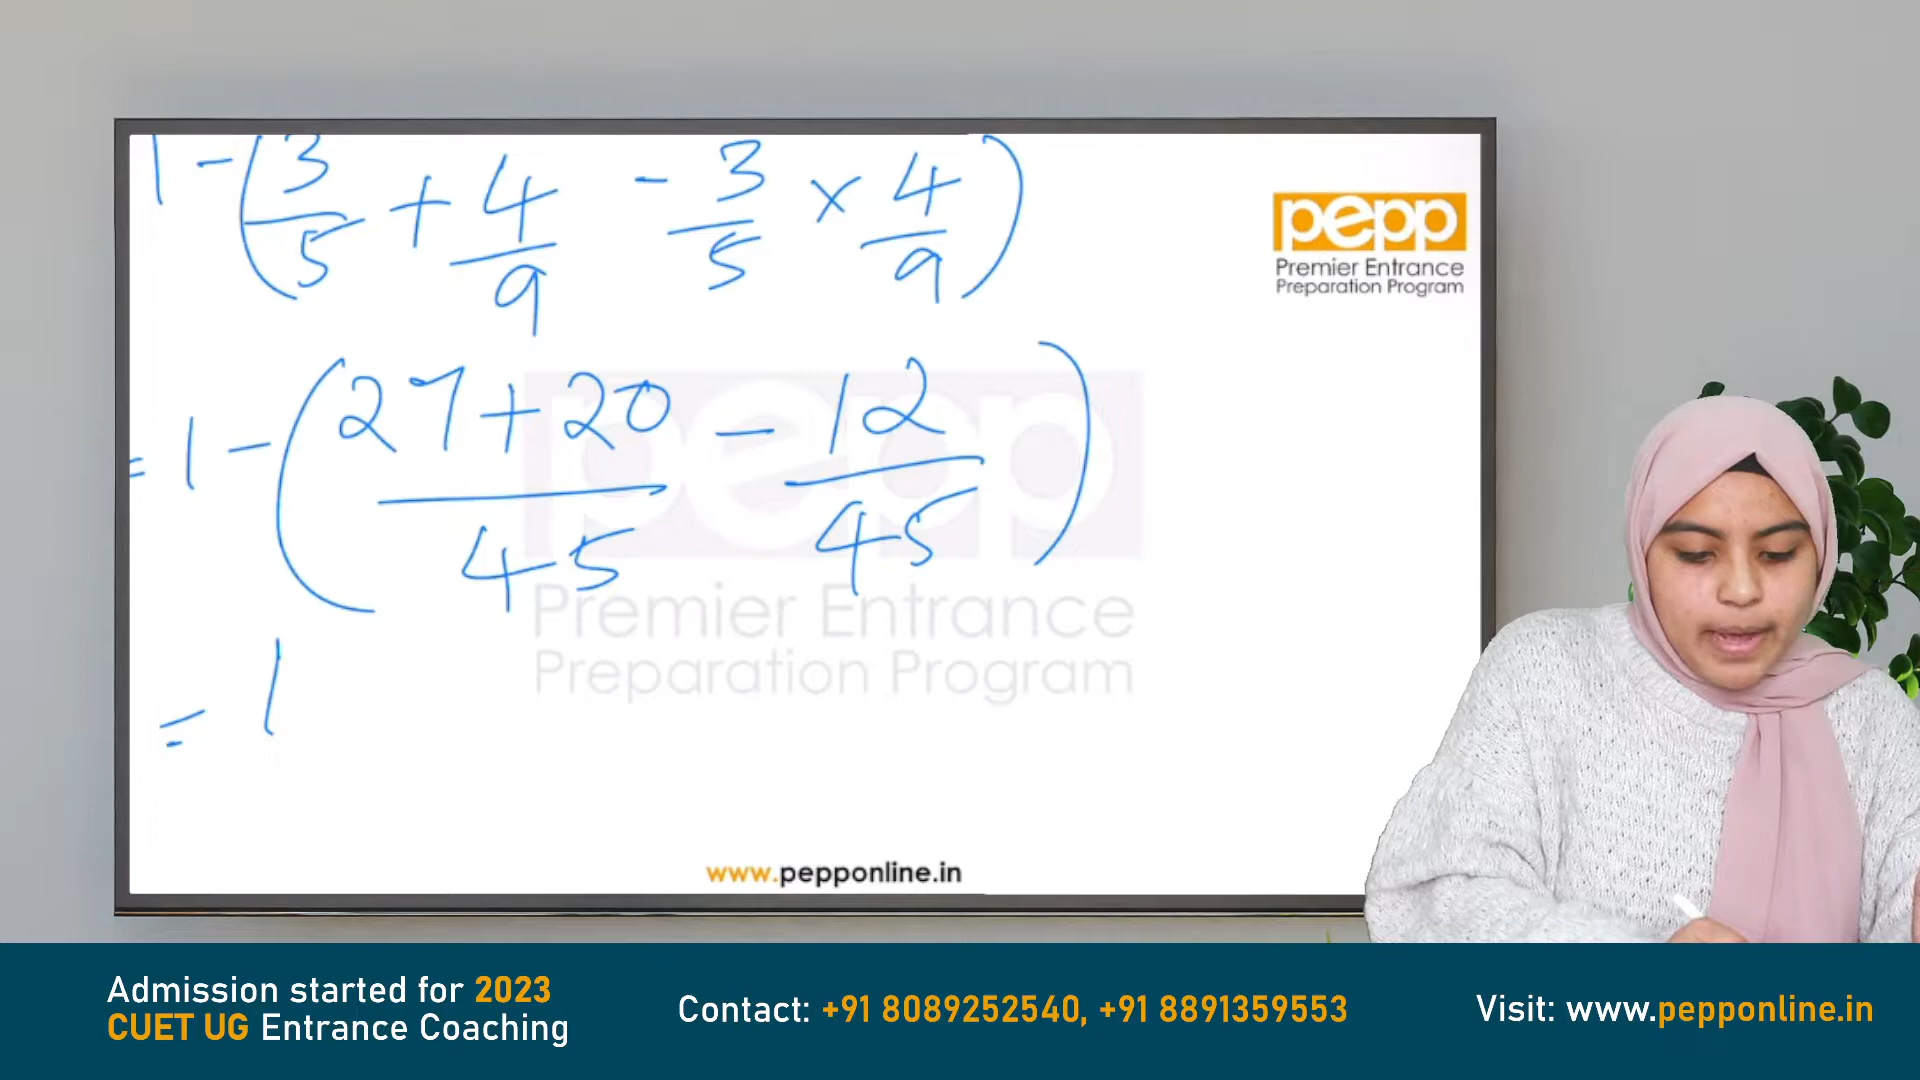 1 - (3/5 + 4/9 - 3/5 × 4/9)
= 1 - (27+20/45 - 12/45)
= 1
pepp
Premier Entrance
Preparation Program
pepp
Premier Entrance
Preparation Program
www.pepponline.in
Admission started for 2023
CUET UG Entrance Coaching
Contact: +91 8089252540, +91 8891359553
Visit: www.pepponline.in